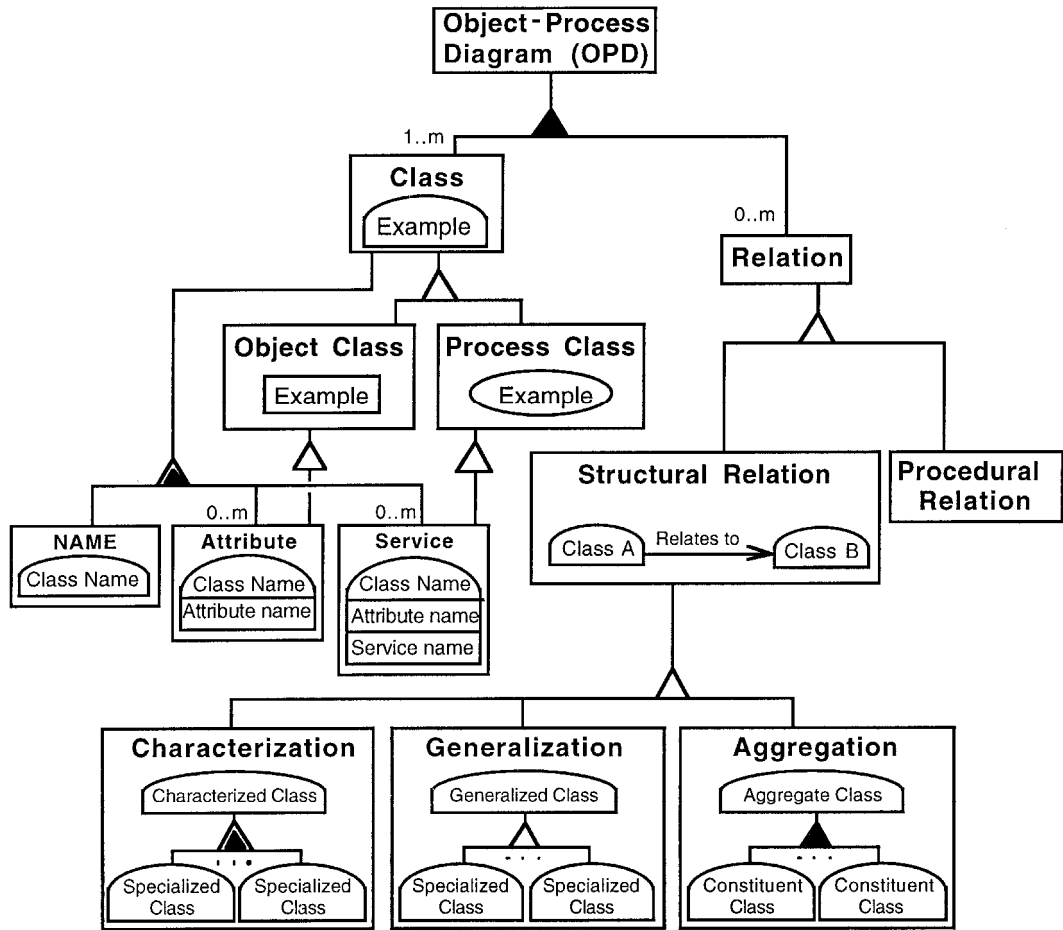 Object-Process
Diagram (OPD)
1..m
Class
Example
0..m
Relation
Object Class
Example
Process Class
Example
Structural Relation
Class A
Relates to
Class B
Procedural
Relation
NAME
Class Name
0..m
Attribute
Class Name
Attribute name
0..m
Service
Class Name
Attribute name
Service name
Characterization
Characterized Class
Specialized
Class
Specialized
Class
Generalization
Generalized Class
Specialized
Class
Specialized
Class
Aggregation
Aggregate Class
Constituent
Class
Constituent
Class